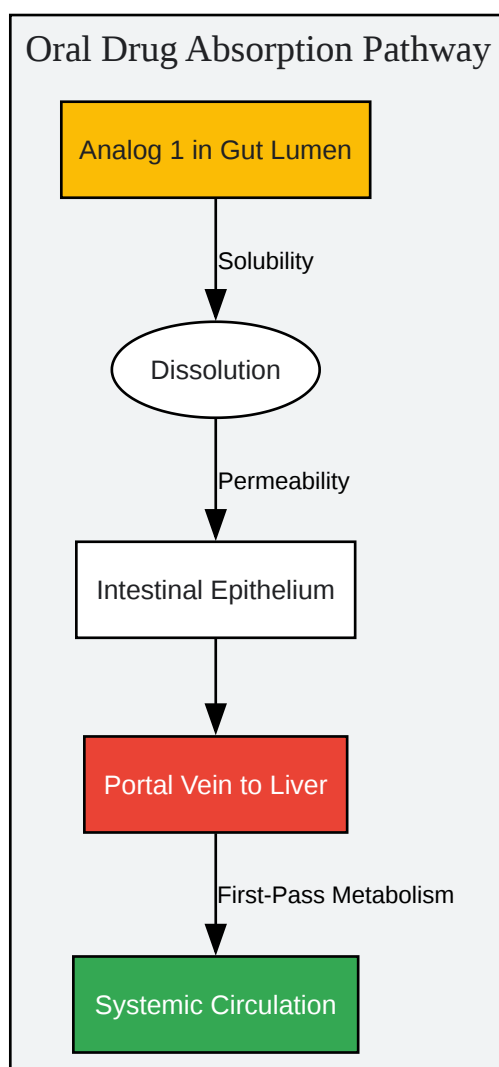 Oral Drug Absorption Pathway
Analog 1 in Gut Lumen
Solubility
Dissolution
Permeability
Intestinal Epithelium
Portal Vein to Liver
First-Pass Metabolism
Systemic Circulation